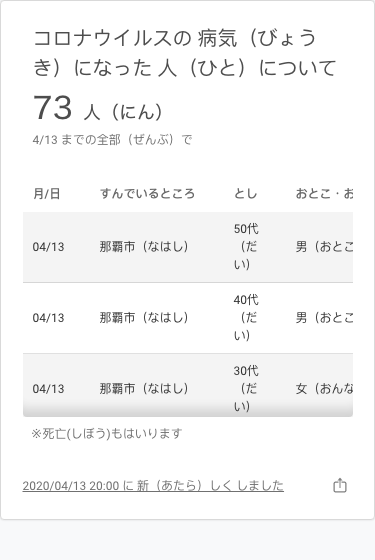 コロナウイルスの 病気（びょう
き）になった 人（ひと）について
73 人（にん）
4/13 までの全部（ぜんぶ）で
月/日 すんでいるところ とし おとこ・お
04/13 那覇市（なはし） 50代（だい） 男（おとこ
04/13 那覇市（なはし） 40代（だい） 男（おとこ
04/13 那覇市（なはし） 30代（だい） 女（おんな
※死亡(しぼう)もはいります
2020/04/13 20:00 に 新（あたら）しく しました